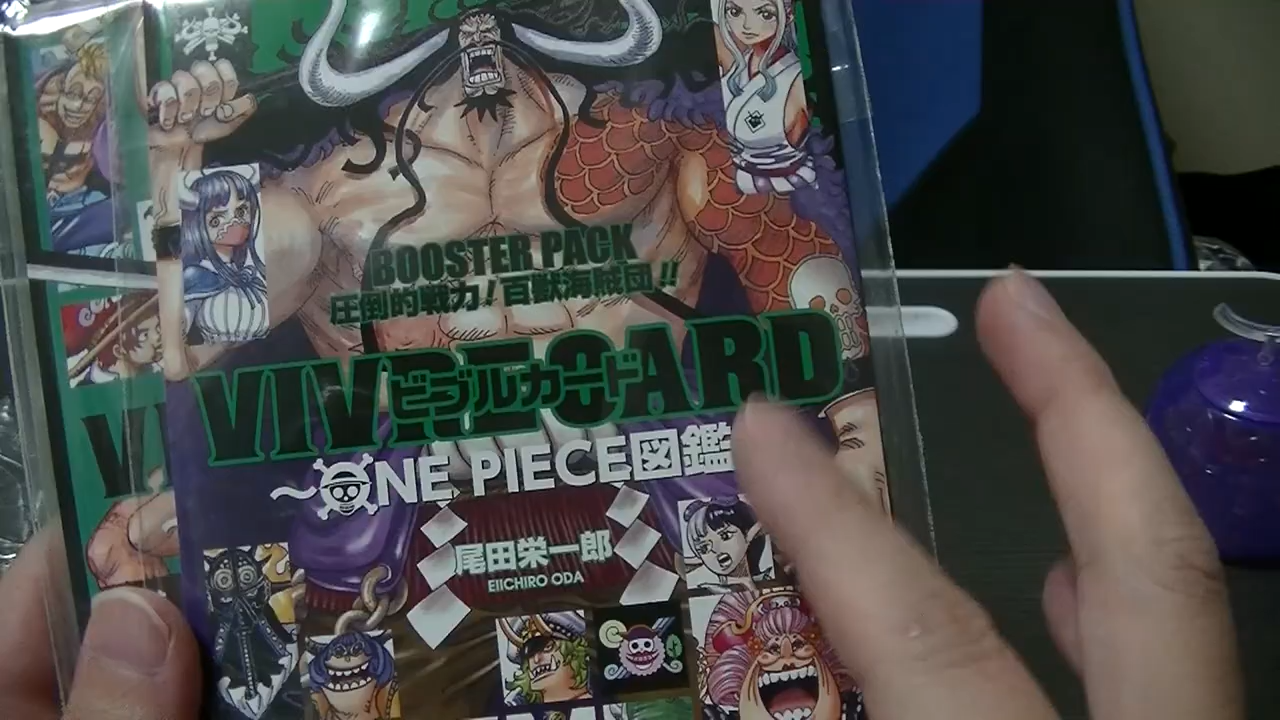 BOOSTER PACK
圧倒的戦力!百獣海賊団!!
VIVRE CARD
ビブルカード
~ONE PIECE図鑑
尾田栄一郎
EIICHIRO ODA
VI